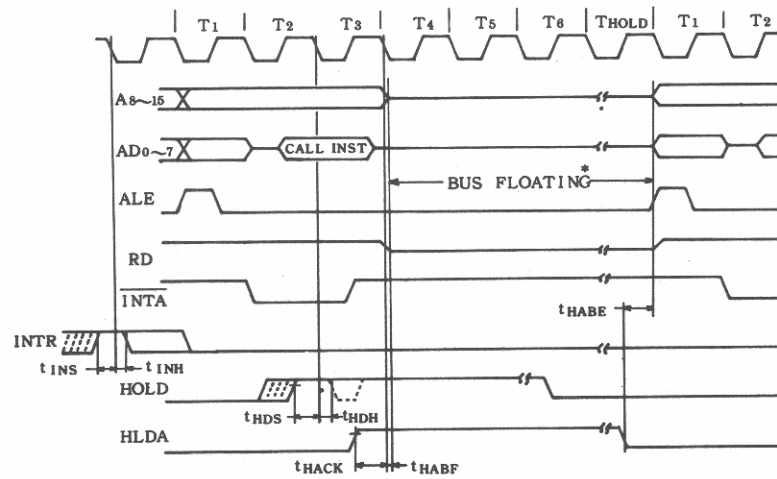 T1 T2 T3 T4 T5 T6 THOLD T1 T2
A8~15
AD0~7 CALL INST
BUS FLOATING*
ALE
RD
INTA
tHABE
INTR
tINS tINH
HOLD
tHDS tHDH
HLDA
tHACK tHABF